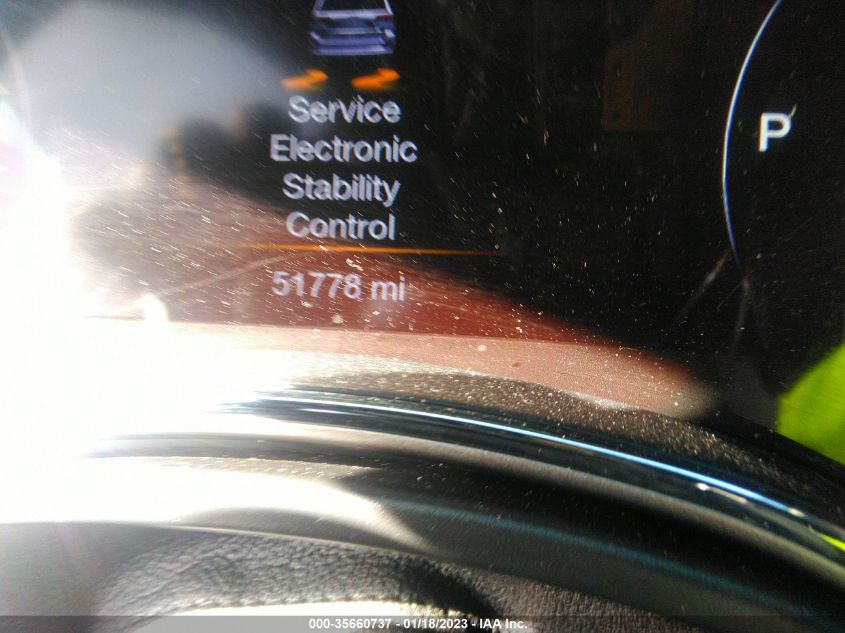 Service
Electronic
Stability
Control
51778 mi
P
000-35660737 - 01/18/2023 - IAA Inc.